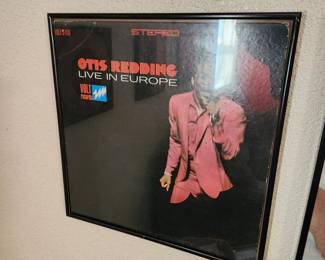 STEREO
OTIS REDDING
LIVE IN EUROPE
VOLT